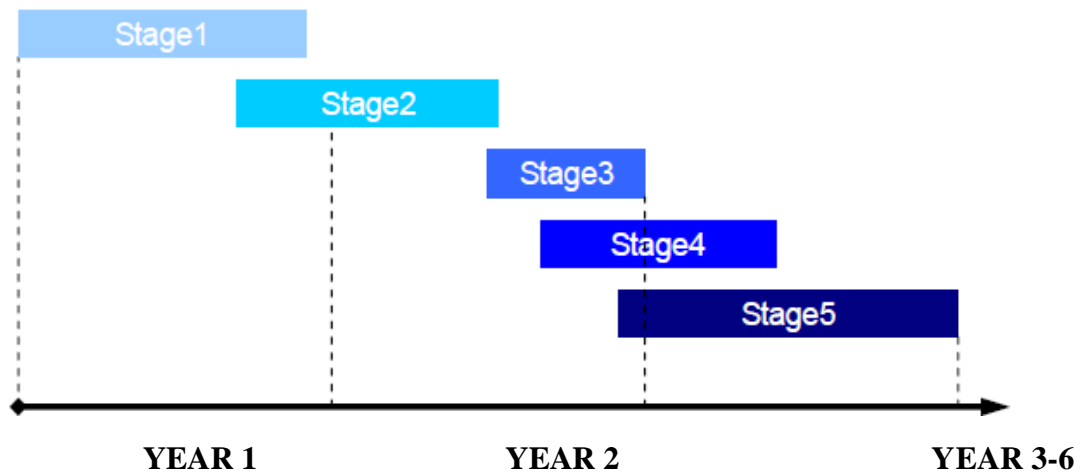 Stage1
Stage2
Stage3
Stage4
Stage5
YEAR 1 YEAR 2 YEAR 3-6